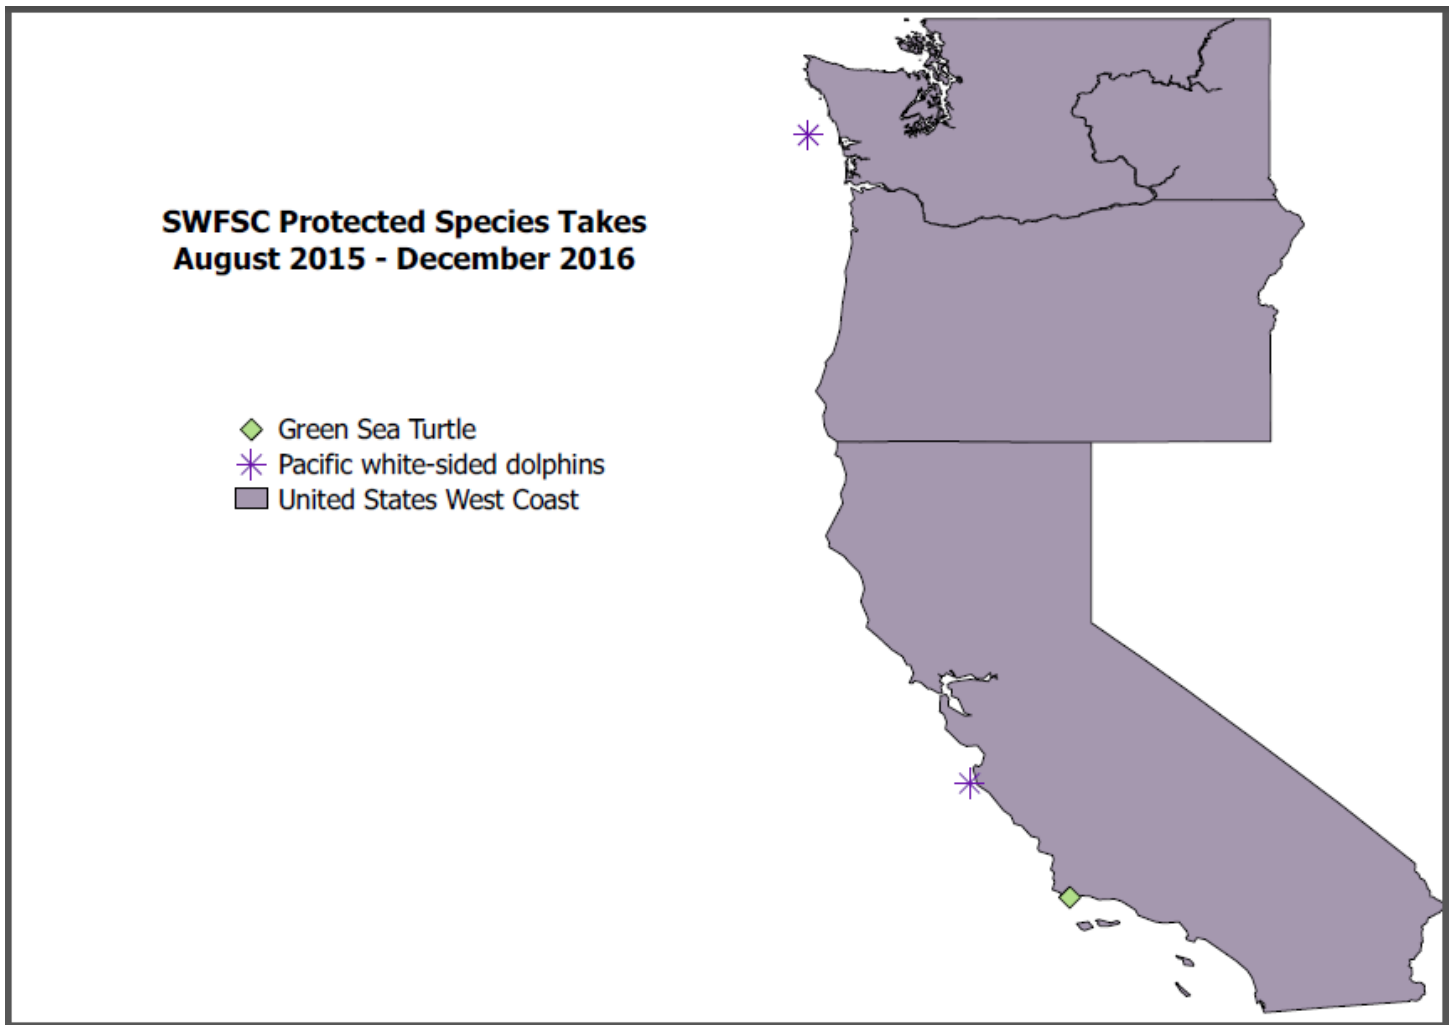 SWFSC Protected Species Takes
August 2015 - December 2016
Green Sea Turtle
Pacific white-sided dolphins
United States West Coast